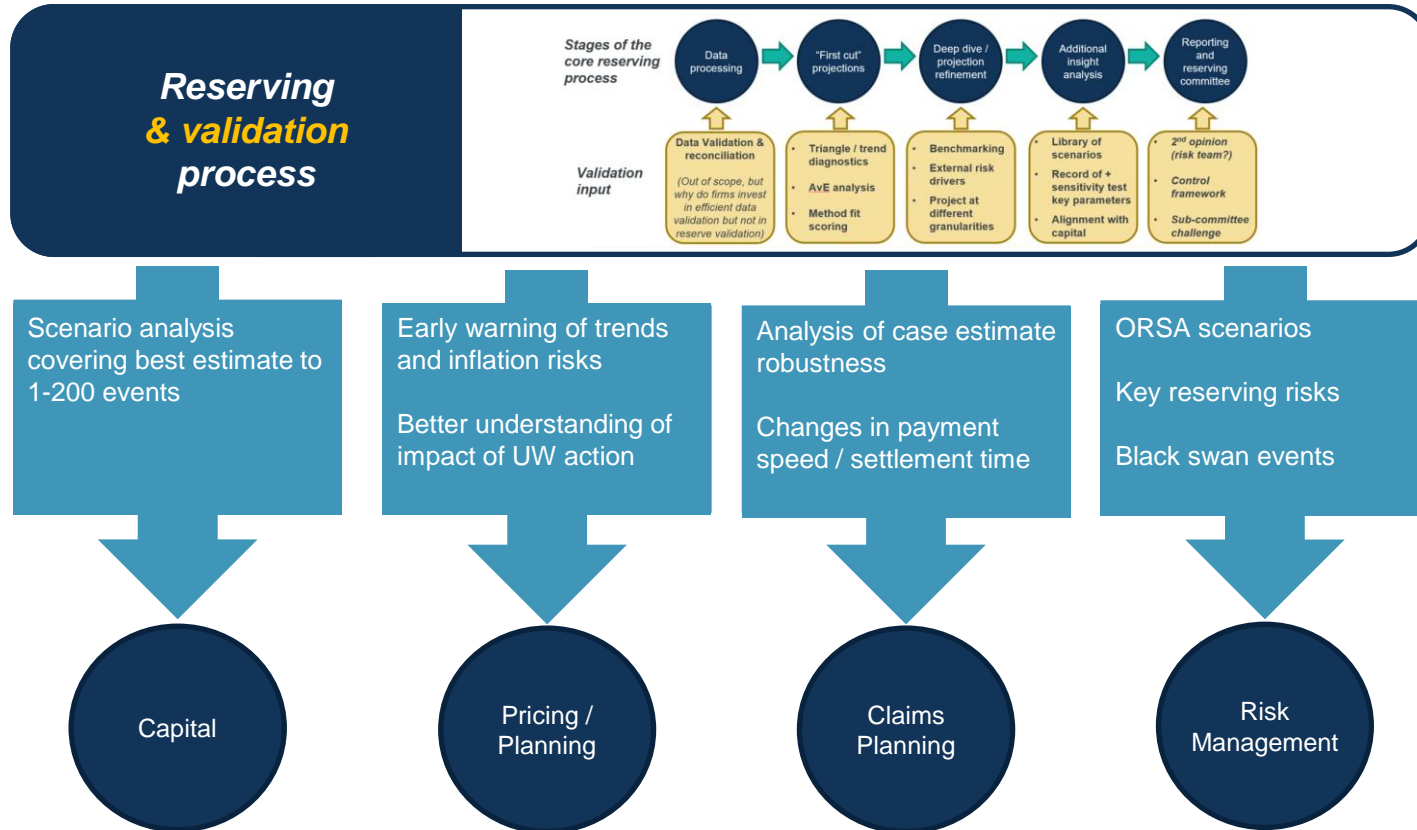 Reserving
& validation
process
Stages of the
core reserving
process
Data
processing
"First cut"
projections
Deep dive /
projection
refinement
Additional
insight
analysis
Reporting
and
reserving
committee
Validation
input
Data Validation &
reconciliation
(Out of scope, but
why do firms invest
in efficient data
validation but not in
reserve validation)
• Triangle / trend
diagnostics
• AvE analysis
• Method fit
scoring
• Benchmarking
• External risk
drivers
• Project at
different
granularities
• Library of
scenarios
• Record of +
sensitivity test
key parameters
• Alignment with
capital
• 2nd opinion
(risk team?)
• Control
framework
• Sub-committee
challenge
Scenario analysis
covering best estimate to
1-200 events
Early warning of trends
and inflation risks
Better understanding of
impact of UW action
Analysis of case estimate
robustness
Changes in payment
speed / settlement time
ORSA scenarios
Key reserving risks
Black swan events
Capital
Pricing /
Planning
Claims
Planning
Risk
Management